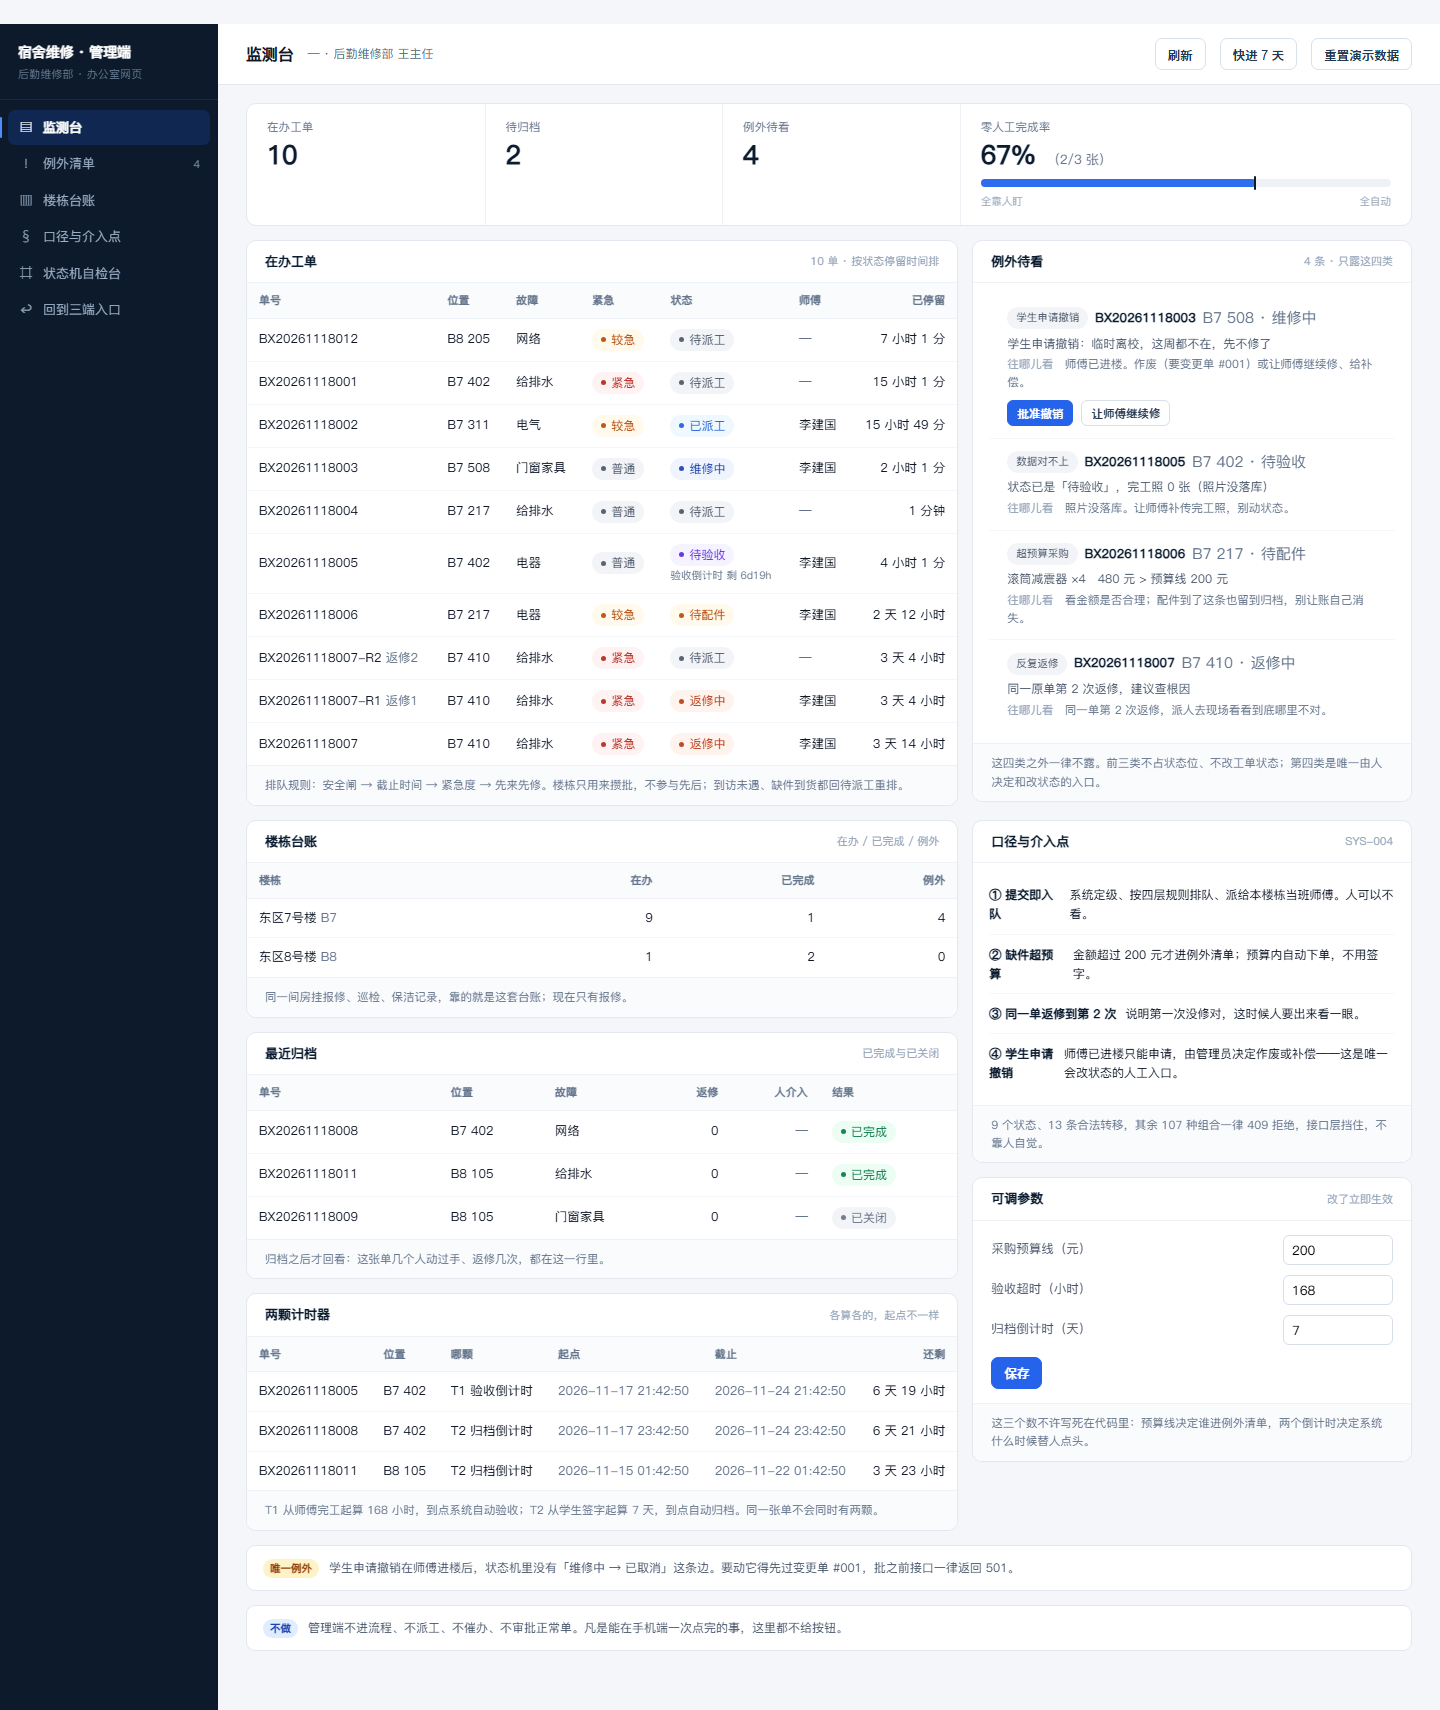 宿舍维修 · 管理端
后勤维修部 · 办公室网页
监测台
! 例外清单 4
楼栋台账
§ 口径与介入点
状态机自检台
回到三端入口
监测台 — · 后勤维修部 王主任
刷新 快进 7 天 重置演示数据
在办工单 待归档 例外待看 零人工完成率
10 2 4 67% (2/3 张)
全靠人盯 全自动
在办工单 10 单 · 按状态停留时间排
单号 位置 故障 紧急 状态 师傅 已停留
BX20261118012 B8 205 网络 较急 待派工 — 7 小时 1 分
BX20261118001 B7 402 给排水 紧急 待派工 — 15 小时 1 分
BX20261118002 B7 311 电气 较急 已派工 李建国 15 小时 49 分
BX20261118003 B7 508 门窗家具 普通 维修中 李建国 2 小时 1 分
BX20261118004 B7 217 给排水 普通 待派工 — 1 分钟
BX20261118005 B7 402 电器 普通 待验收 李建国 4 小时 1 分
验收倒计时 剩 6d19h
BX20261118006 B7 217 电器 较急 待配件 李建国 2 天 12 小时
BX20261118007-R2 返修2 B7 410 给排水 紧急 待派工 — 3 天 4 小时
BX20261118007-R1 返修1 B7 410 给排水 紧急 返修中 李建国 3 天 4 小时
BX20261118007 B7 410 给排水 紧急 返修中 李建国 3 天 14 小时
排队规则：安全闸 → 截止时间 → 紧急度 → 先来先修。楼栋只用来攒批，不参与先后；到访未遇、缺件到货都回待派工重排。
例外待看 4 条 · 只露这四类
学生申请撤销 BX20261118003 B7 508 · 维修中
学生申请撤销：临时离校，这周都不在，先不修了
往哪儿看 师傅已进楼。作废（要变更单 #001）或让师傅继续修、给补
偿。
批准撤销 让师傅继续修
数据对不上 BX20261118005 B7 402 · 待验收
状态已是「待验收」，完工照 0 张（照片没落库）
往哪儿看 照片没落库。让师傅补传完工照，别动状态。
超预算采购 BX20261118006 B7 217 · 待配件
滚筒减震器 ×4 480 元 > 预算线 200 元
往哪儿看 看金额是否合理；配件到了这条也留到归档，别让账自己消
失。
反复返修 BX20261118007 B7 410 · 返修中
同一原单第 2 次返修，建议查根因
往哪儿看 同一单第 2 次返修，派人去现场看看到底哪里不对。
这四类之外一律不露。前三类不占状态位、不改工单状态；第四类是唯一由人
决定和改状态的入口。
楼栋台账 在办 / 已完成 / 例外
楼栋 在办 已完成 例外
东区7号楼 B7 9 1 4
东区8号楼 B8 1 2 0
同一间房挂报修、巡检、保洁记录，靠的就是这套台账；现在只有报修。
口径与介入点 SYS-004
① 提交即入 系统定级、按四层规则排队、派给本楼栋当班师傅。人可以不
队 看。
② 缺件超预 金额超过 200 元才进例外清单；预算内自动下单，不用签
算 字。
③ 同一单返修到第 2 次 说明第一次没修对，这时候人要出来看一眼。
④ 学生申请 师傅已进楼只能申请，由管理员决定作废或补偿——这是唯一
撤销 会改状态的人工入口。
9 个状态、13 条合法转移，其余 107 种组合一律 409 拒绝，接口层挡住，不
靠人自觉。
最近归档 已完成与已关闭
单号 位置 故障 返修 人介入 结果
BX20261118008 B7 402 网络 0 — 已完成
BX20261118011 B8 105 给排水 0 — 已完成
BX20261118009 B8 105 门窗家具 0 — 已关闭
归档之后才回看：这张单几个人动过手、返修几次，都在这一行里。
可调参数 改了立即生效
采购预算线（元） 200
验收超时（小时） 168
归档倒计时（天） 7
保存
这三个数不许写死在代码里：预算线决定谁进例外清单，两个倒计时决定系统
什么时候替人点头。
两颗计时器 各算各的，起点不一样
单号 位置 哪颗 起点 截止 还剩
BX20261118005 B7 402 T1 验收倒计时 2026-11-17 21:42:50 2026-11-24 21:42:50 6 天 19 小时
BX20261118008 B7 402 T2 归档倒计时 2026-11-17 23:42:50 2026-11-24 23:42:50 6 天 21 小时
BX20261118011 B8 105 T2 归档倒计时 2026-11-15 01:42:50 2026-11-22 01:42:50 3 天 23 小时
T1 从师傅完工起算 168 小时，到点系统自动验收；T2 从学生签字起算 7 天，到点自动归档。同一张单不会同时有两颗。
唯一例外 学生申请撤销在师傅进楼后，状态机里没有「维修中 → 已取消」这条边。要动它得先过变更单 #001，批之前接口一律返回 501。
不做 管理端不进流程、不派工、不催办、不审批正常单。凡是能在手机端一次点完的事，这里都不给按钮。